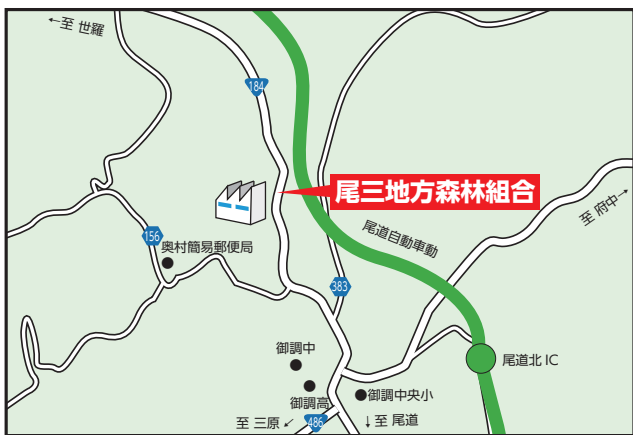 ←至 世羅
184
尾三地方森林組合
至 府中→
尾道自動車動
156
奥村簡易郵便局
383
御調中
尾道北 IC
御調高
御調中央小
至 三原↙
486
↓至 尾道